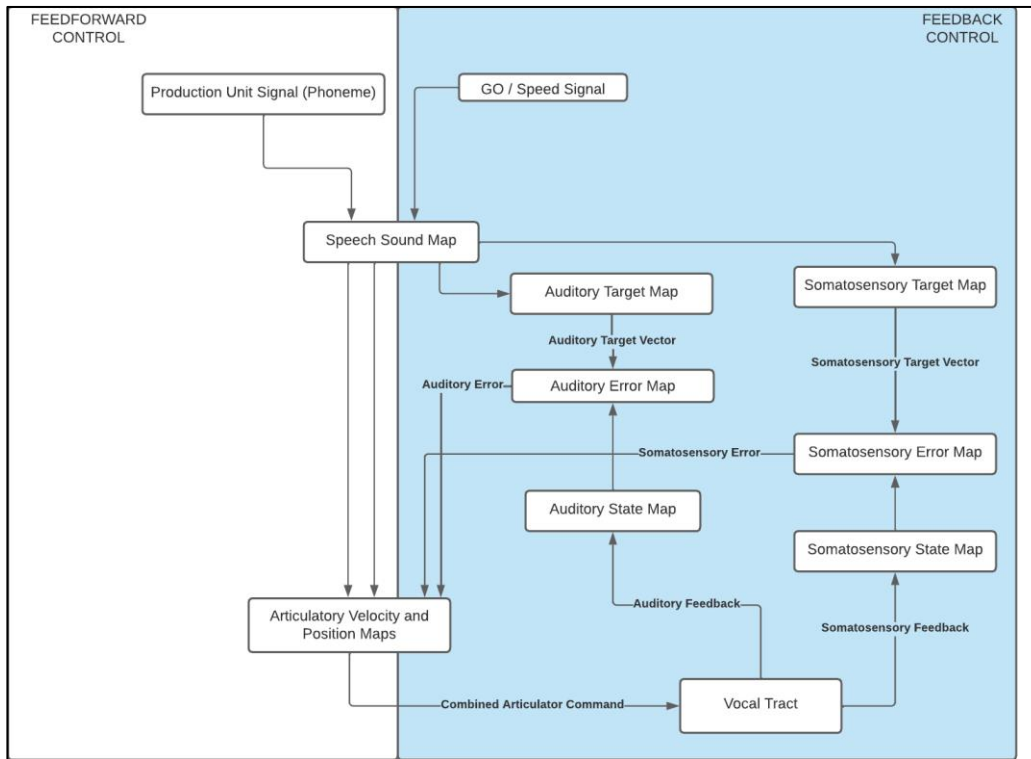 FEEDFORWARD
CONTROL
FEEDBACK
CONTROL
Production Unit Signal (Phoneme)
GO / Speed Signal
Speech Sound Map
Auditory Target Map
Somatosensory Target Map
Auditory Target Vector
Somatosensory Target Vector
Auditory Error
Auditory Error Map
Somatosensory Error
Somatosensory Error Map
Auditory State Map
Somatosensory State Map
Auditory Feedback
Articulatory Velocity and
Position Maps
Somatosensory Feedback
Combined Articulator Command
Vocal Tract